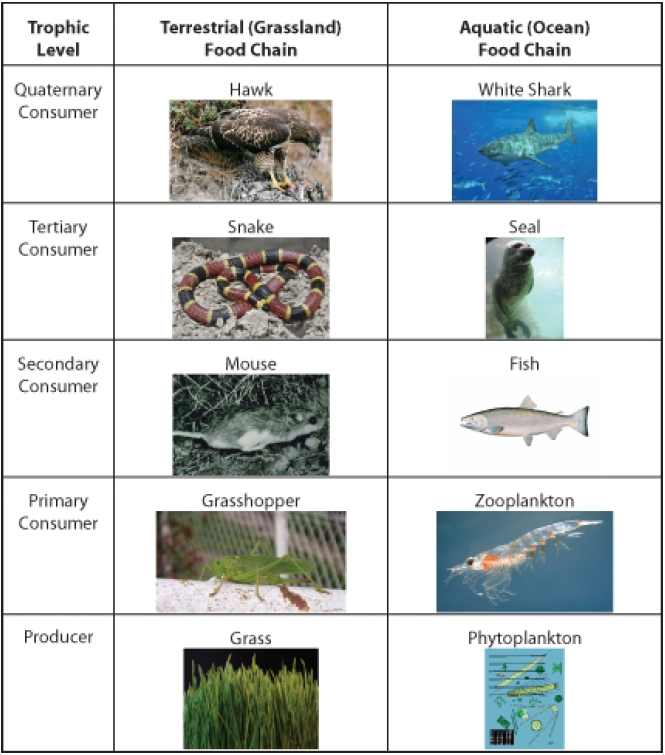 Trophic
Level
Terrestrial (Grassland)
Food Chain
Aquatic (Ocean)
Food Chain
Quaternary
Consumer
Hawk
White Shark
Tertiary
Consumer
Snake
Seal
Secondary
Consumer
Mouse
Fish
Primary
Consumer
Grasshopper
Zooplankton
Producer
Grass
Phytoplankton